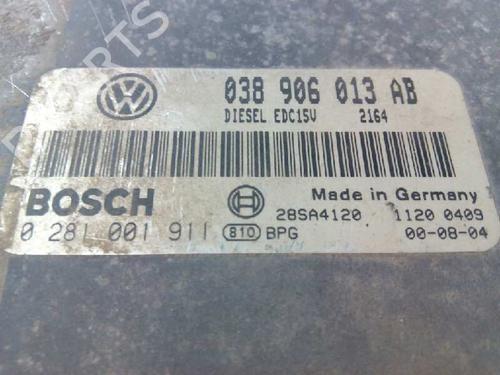 038 906 013 AB
DIESEL EDC15V 2164
BOSCH
Made in Germany
28SA4120 1120 0409
0 281 001 911 810 BPG 00-08-04